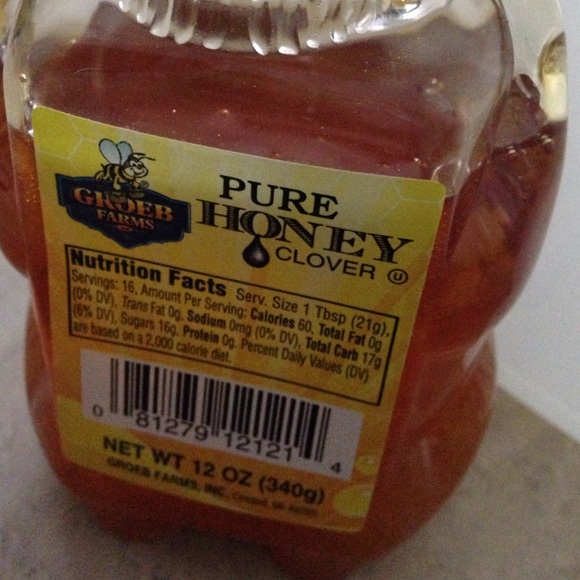 GROEB
FARMS
PURE
HONEY
CLOVER U
Nutrition Facts Serv. Size 1 Tbsp (21g),
Servings: 16, Amount Per Serving: Calories 60, Total Fat 0g
(0% DV), Trans Fat 0g, Sodium 0mg (0% DV), Total Carb 17g
(6% DV), Sugars 16g, Protein 0g. Percent Daily Values (DV)
are based on a 2,000 calorie diet.
0 81279 12121 4
NET WT 12 OZ (340g)
GROEB FARMS, INC.